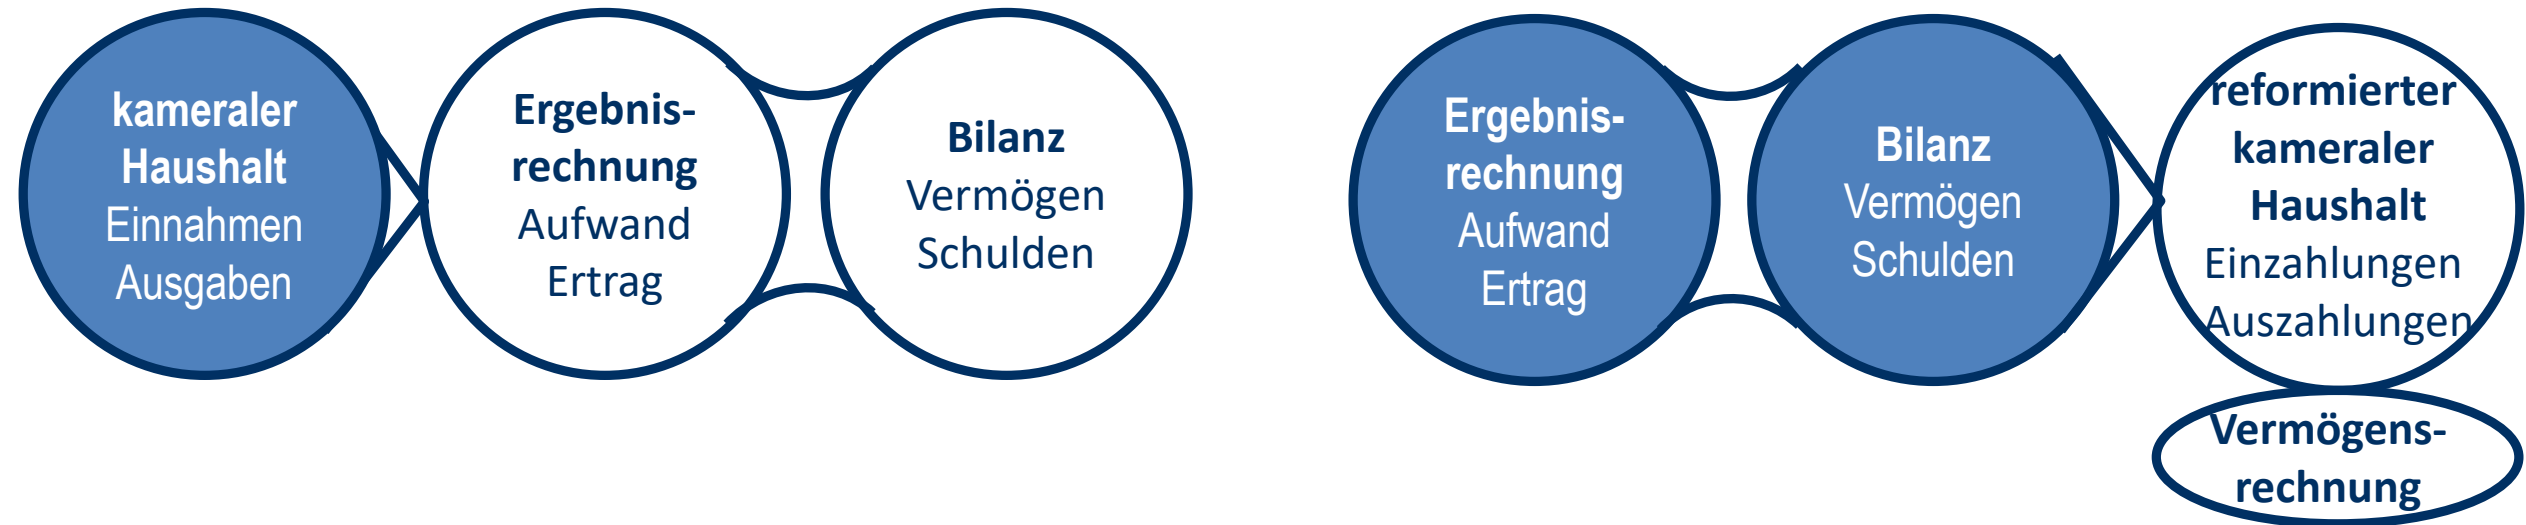 kameraler
Haushalt
Einnahmen
Ausgaben
Ergebnis-
rechnung
Aufwand
Ertrag
Bilanz
Vermögen
Schulden
Ergebnis-
rechnung
Aufwand
Ertrag
Bilanz
Vermögen
Schulden
reformierter
kameraler
Haushalt
Einzahlungen
Auszahlungen
Vermögens-
rechnung